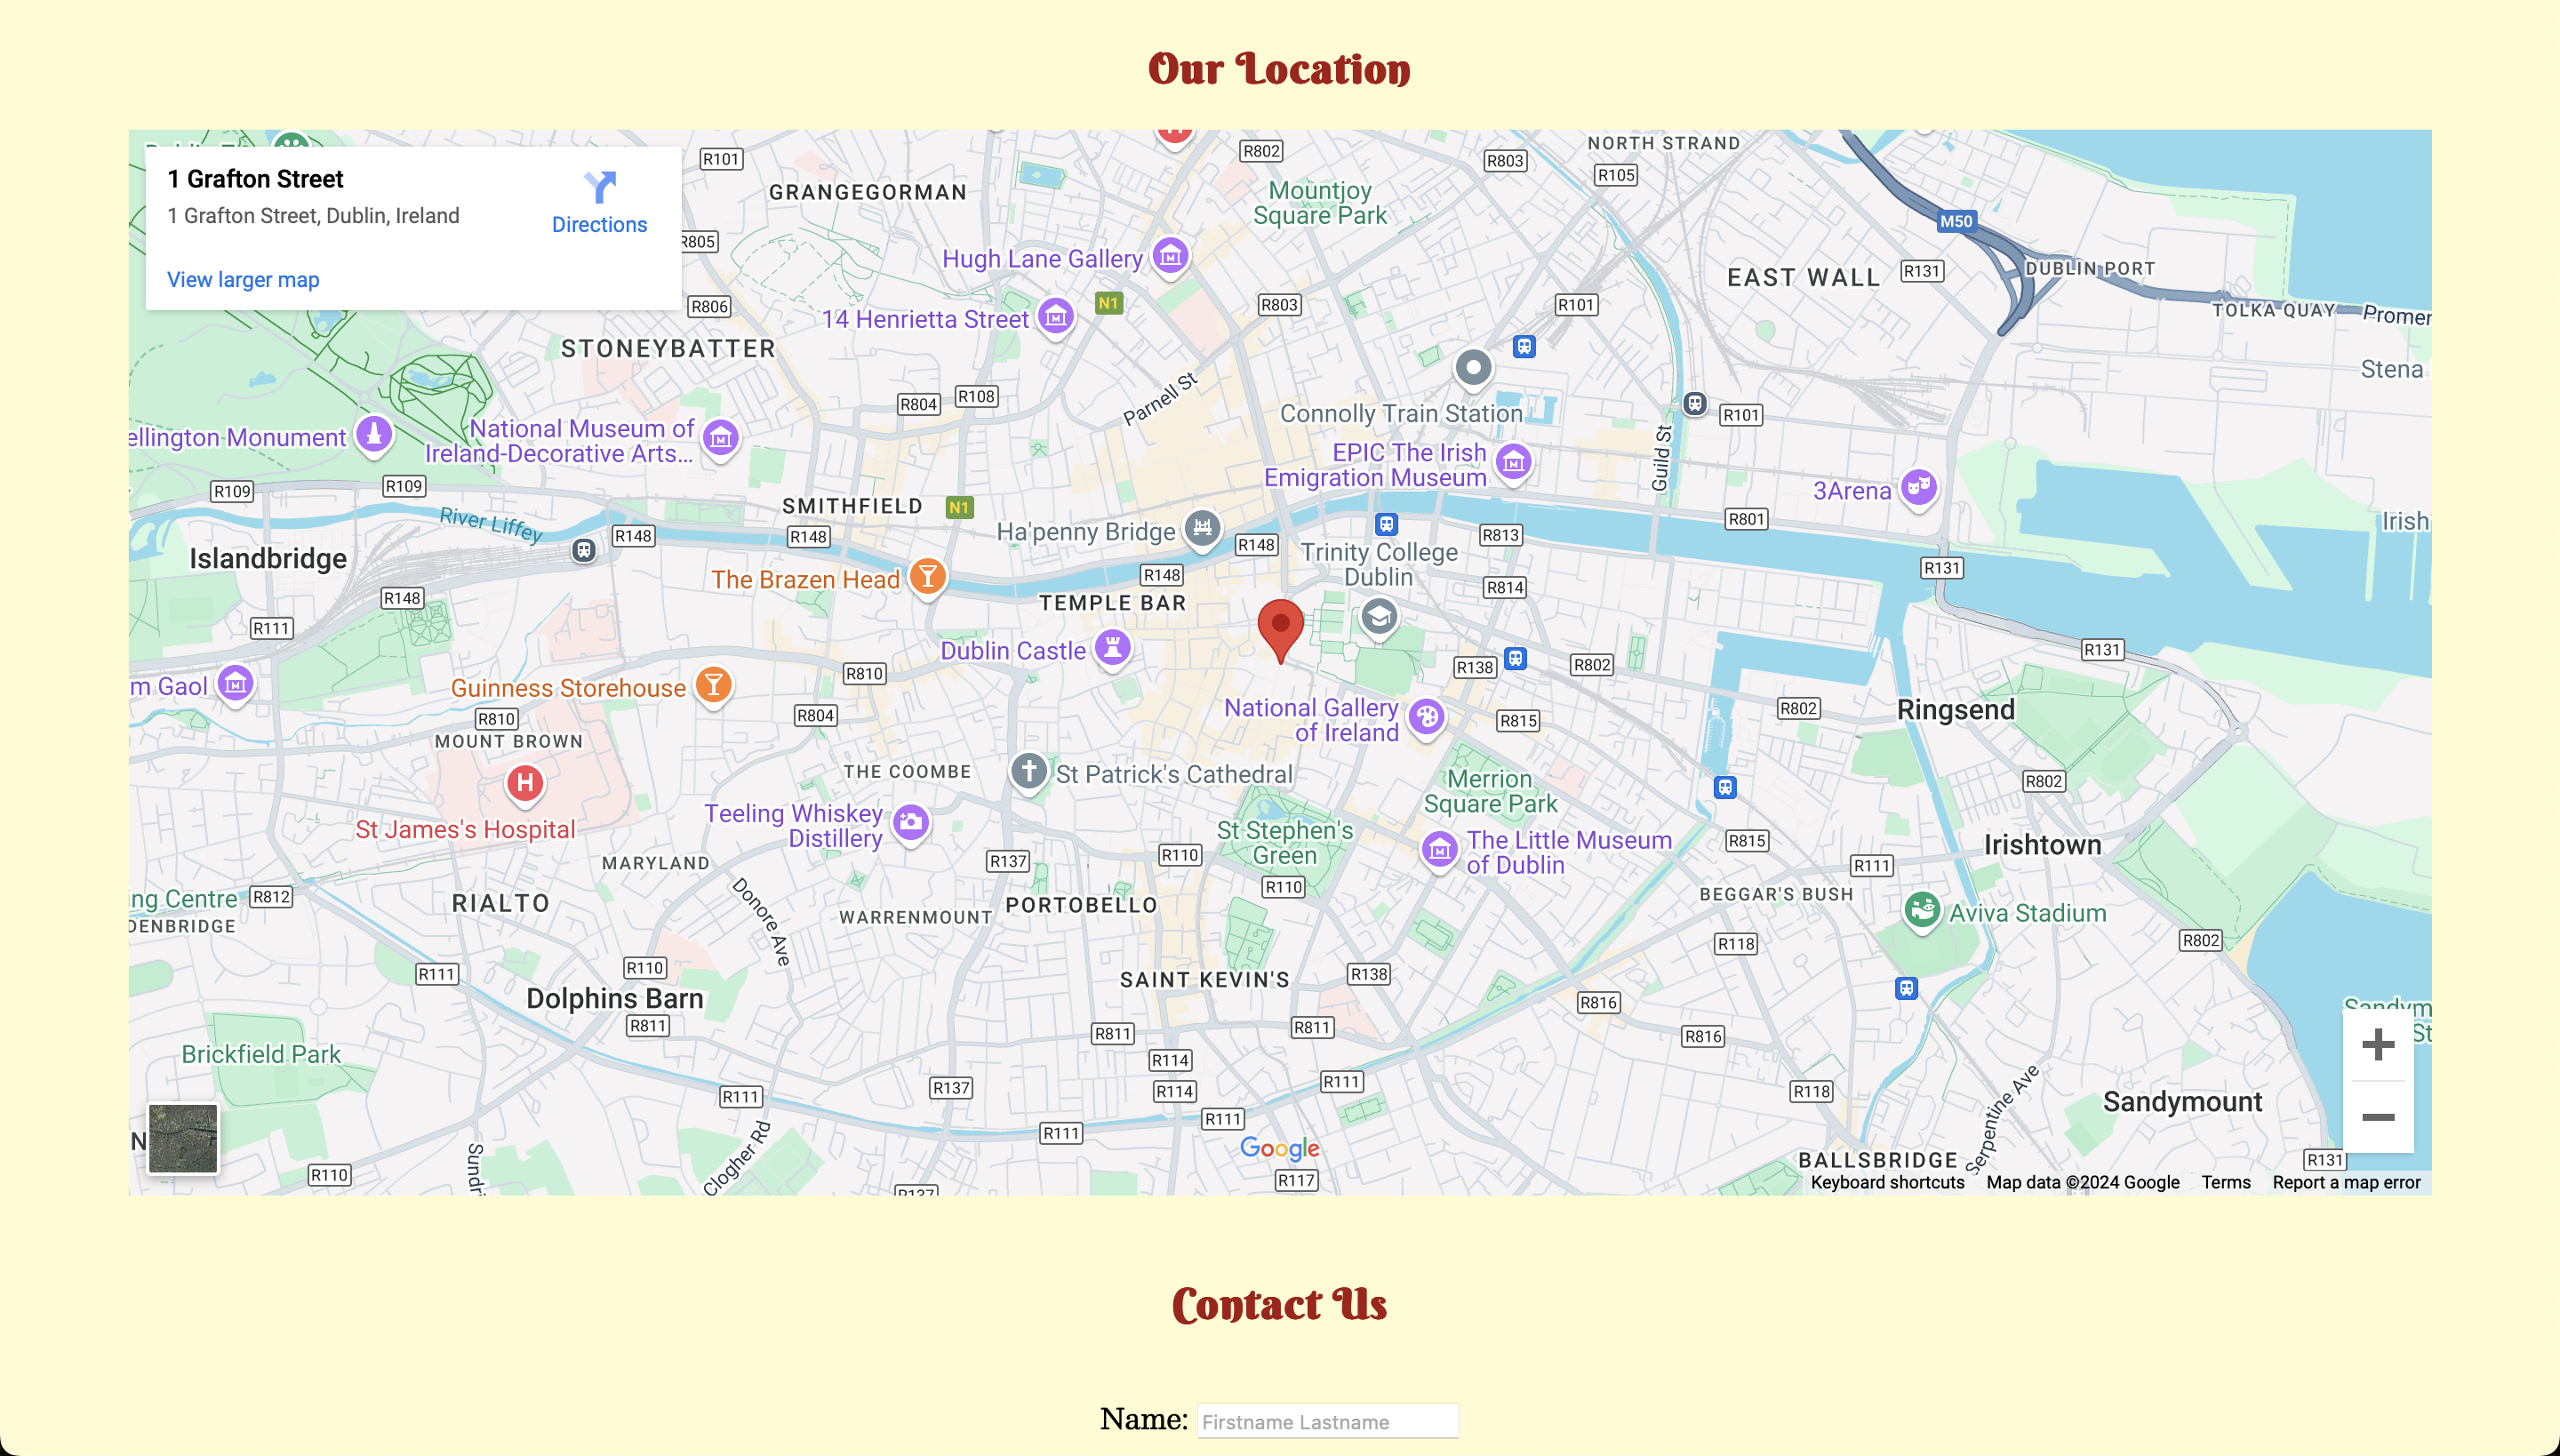 Our Location
1 Grafton Street
1 Grafton Street, Dublin, Ireland
Directions
View larger map
R101
R802
R803
NORTH STRAND
R105
GRANGEGORMAN
Mountjoy
Square Park
M50
R805
Hugh Lane Gallery
EAST WALL
R131
DUBLIN PORT
R806
14 Henrietta Street
N1
R803
R101
TOLKA QUAY
Promen
STONEYBATTER
Stena
R804
R108
Parnell St
Connolly Train Station
R101
ellington Monument
National Museum of
Ireland-Decorative Arts...
EPIC The Irish
Emigration Museum
Guild St
3Arena
R109
R109
SMITHFIELD
N1
River Liffey
R148
R148
Ha'penny Bridge
R148
R813
R801
Irish
Islandbridge
Trinity College
Dublin
The Brazen Head
R148
R814
R131
R148
TEMPLE BAR
R111
Dublin Castle
R138
R802
R131
m Gaol
Guinness Storehouse
R810
National Gallery
of Ireland
R810
R804
R815
R802
Ringsend
MOUNT BROWN
THE COOMBE
St Patrick's Cathedral
Merrion
Square Park
R802
St James's Hospital
Teeling Whiskey
Distillery
St Stephen's
Green
The Little Museum
of Dublin
R815
Irishtown
MARYLAND
R137
R110
R111
ing Centre
R812
RIALTO
Donore Ave
R110
BEGGAR'S BUSH
DENBRIDGE
WARRENMOUNT
PORTOBELLO
Aviva Stadium
R111
R110
R118
R802
Dolphins Barn
SAINT KEVIN'S
R138
R816
R811
R811
R811
R816
Sandym
St
Brickfield Park
R114
R137
R114
R111
R118
Serpentine Ave
R111
R111
R111
Sandymount
N
Clogher Rd
Google
R110
Sundr
R137
R117
BALLSBRIDGE
R131
Keyboard shortcuts
Map data ©2024 Google
Terms
Report a map error
Contact Us
Name:
Firstname Lastname